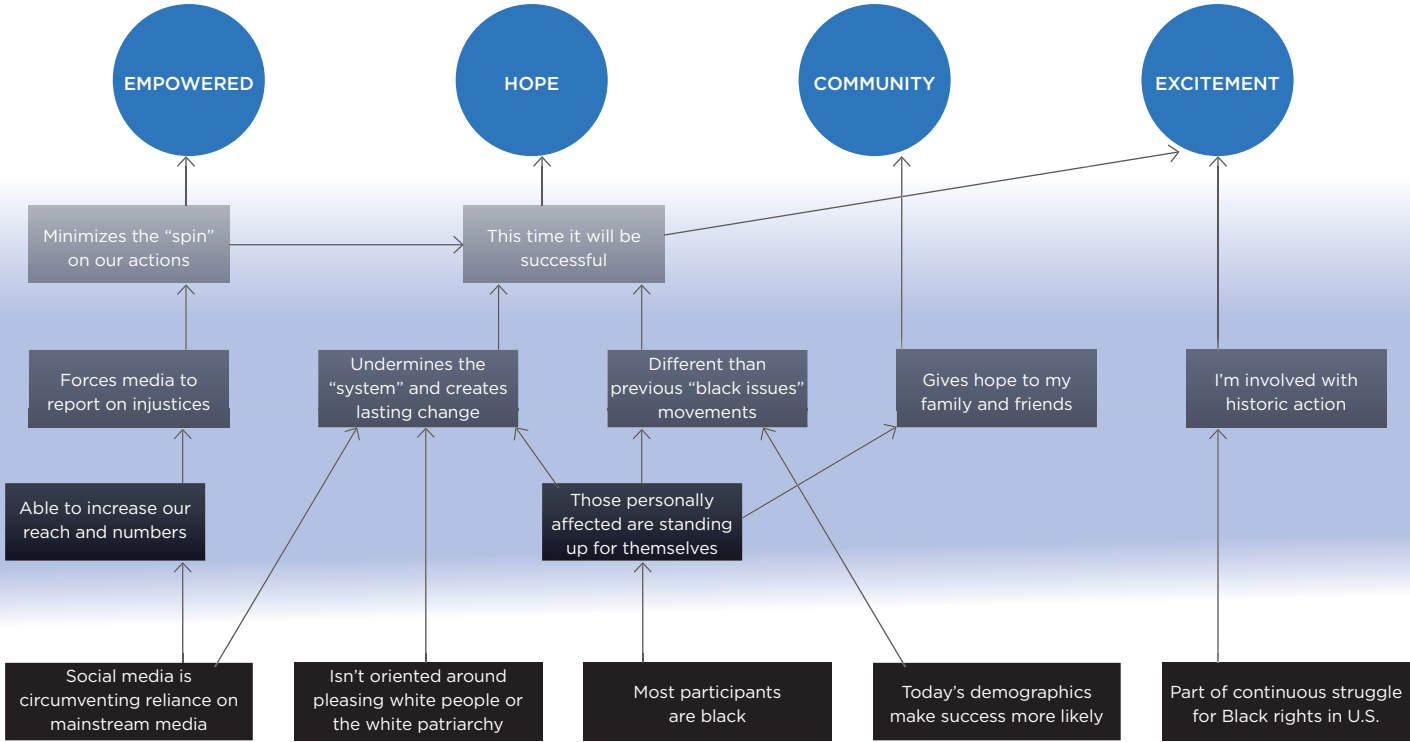 EMPOWERED
HOPE
COMMUNITY
EXCITEMENT
Minimizes the “spin”
on our actions
This time it will be
successful
Forces media to
report on injustices
Undermines the
“system” and creates
lasting change
Different than
previous “black issues”
movements
Gives hope to my
family and friends
I’m involved with
historic action
Able to increase our
reach and numbers
Those personally
affected are standing
up for themselves
Social media is
circumventing reliance on
mainstream media
Isn’t oriented around
pleasing white people or
the white patriarchy
Most participants
are black
Today’s demographics
make success more likely
Part of continuous struggle
for Black rights in U.S.